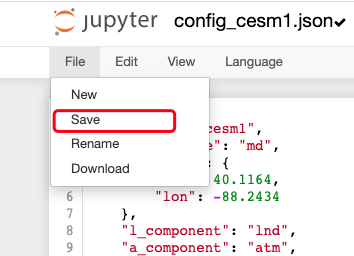 jupyter config_cesm1.json✔
File Edit View Language
New
Save
Rename
Download
cesm1",
e": "md",
: {
40.1164,
6 "lon": -88.2434
7 },
8 "l_component": "lnd",
9 "a_component": "atm",